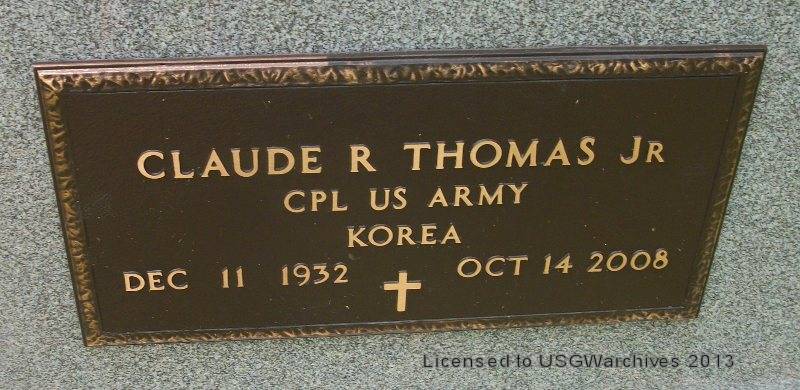 CLAUDE R THOMAS JR
CPL US ARMY
KOREA
DEC 11 1932 OCT 14 2008
Licensed to USGWarchives 2013